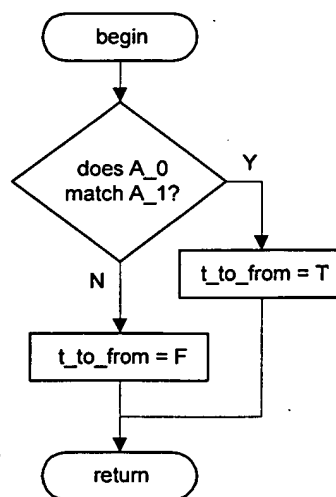 begin
does A_0
match A_1?
Y
t_to_from = T
N
t_to_from = F
return